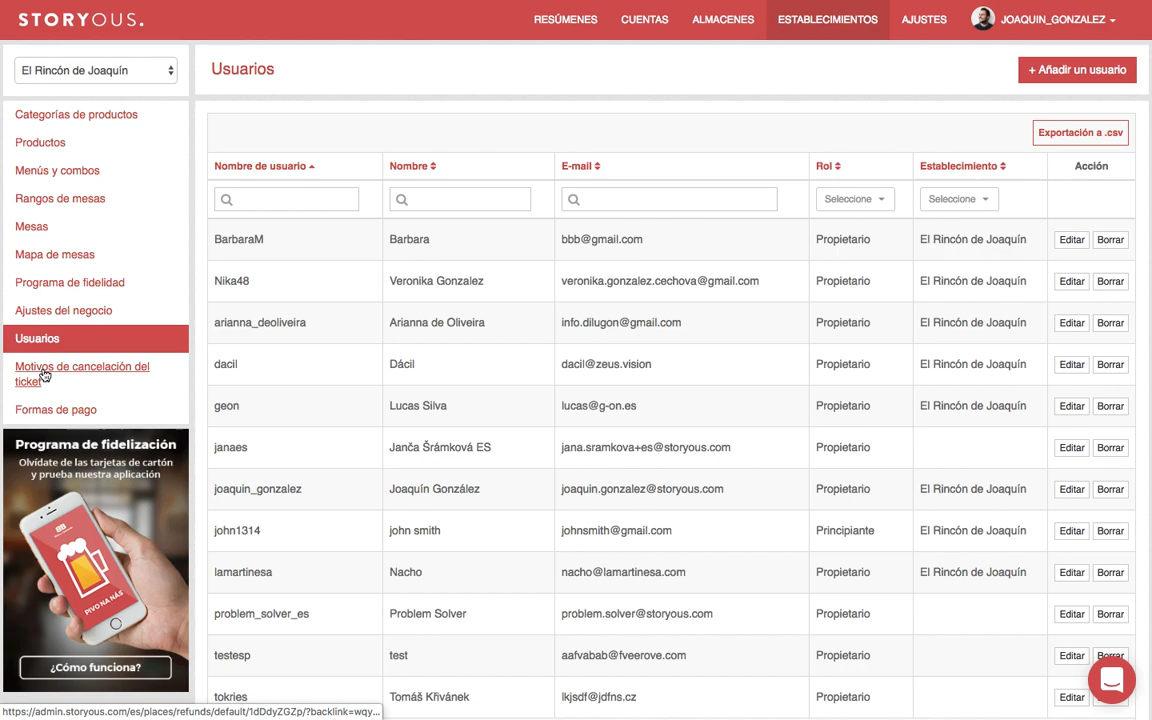 STORYOUS.
RESÚMENES CUENTAS ALMACENES ESTABLECIMIENTOS AJUSTES JOAQUIN_GONZALEZ
El Rincón de Joaquín
Usuarios
+ Añadir un usuario
Categorías de productos
Productos
Menús y combos
Rangos de mesas
Mesas
Mapa de mesas
Programa de fidelidad
Ajustes del negocio
Usuarios
Motivos de cancelación del
ticket
Formas de pago
Programa de fidelización
Olvídate de las tarjetas de cartón
y prueba nuestra aplicación
PIVO NA NÁS
¿Cómo funciona?
Exportación a .csv
Nombre de usuario Nombre E-mail Rol Establecimiento Acción
Seleccione Seleccione
BarbaraM Barbara bbb@gmail.com Propietario El Rincón de Joaquín Editar Borrar
Nika48 Veronika Gonzalez veronika.gonzalez.cechova@gmail.com Propietario El Rincón de Joaquín Editar Borrar
arianna_deoliveira Arianna de Oliveira info.dilugon@gmail.com Propietario El Rincón de Joaquín Editar Borrar
dacil Dácil dacil@zeus.vision Propietario El Rincón de Joaquín Editar Borrar
geon Lucas Silva lucas@g-on.es Propietario El Rincón de Joaquín Editar Borrar
janaes Janča Šrámková ES jana.sramkova+es@storyous.com Propietario Editar Borrar
joaquin_gonzalez Joaquín González joaquin.gonzalez@storyous.com Propietario El Rincón de Joaquín Editar Borrar
john1314 john smith johnsmith@gmail.com Principiante El Rincón de Joaquín Editar Borrar
lamartinesa Nacho nacho@lamartinesa.com Propietario El Rincón de Joaquín Editar Borrar
problem_solver_es Problem Solver problem.solver@storyous.com Propietario Editar Borrar
testesp test aafvabab@fveerove.com Propietario Editar Borrar
tokries Tomáš Křivánek lkjsdf@jdfns.cz Propietario Editar
https://admin.storyous.com/es/places/refunds/default/1dDdyZGZp/?backlink=wqy...